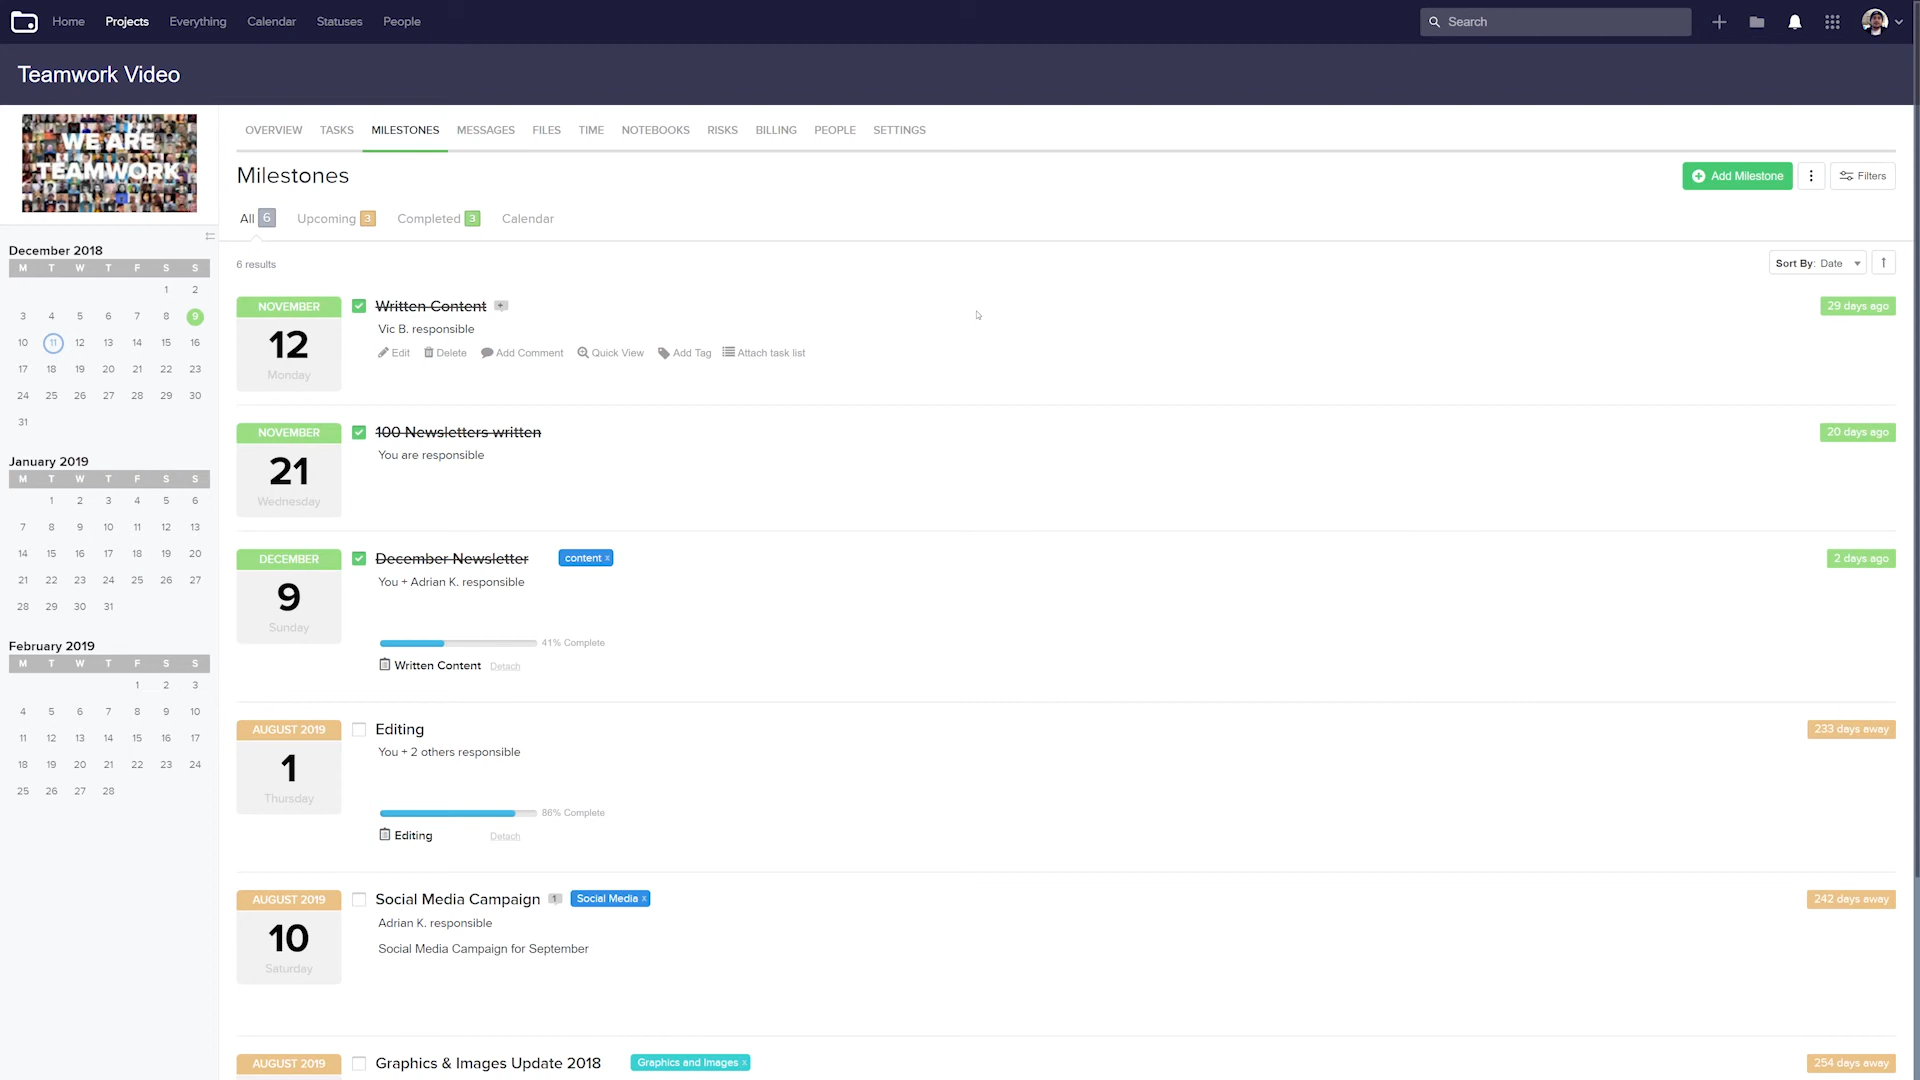 Home Projects Everything Calendar Statuses People Search
Teamwork Video
WE ARE
TEAMWORK
OVERVIEW TASKS MILESTONES MESSAGES FILES TIME NOTEBOOKS RISKS BILLING PEOPLE SETTINGS
Milestones
Add Milestone Filters
All 6 Upcoming 3 Completed 3 Calendar
6 results
Sort By: Date
December 2018
M T W T F S S
1 2
3 4 5 6 7 8 9
10 11 12 13 14 15 16
17 18 19 20 21 22 23
24 25 26 27 28 29 30
31
January 2019
M T W T F S S
1 2 3 4 5 6
7 8 9 10 11 12 13
14 15 16 17 18 19 20
21 22 23 24 25 26 27
28 29 30 31
February 2019
M T W T F S S
1 2 3
4 5 6 7 8 9 10
11 12 13 14 15 16 17
18 19 20 21 22 23 24
25 26 27 28
NOVEMBER
12
Monday
Written Content
29 days ago
Vic B. responsible
Edit Delete Add Comment Quick View Add Tag Attach task list
NOVEMBER
21
Wednesday
100 Newsletters written
20 days ago
You are responsible
DECEMBER
9
Sunday
December Newsletter content x
2 days ago
You + Adrian K. responsible
41% Complete
Written Content Detach
AUGUST 2019
1
Thursday
Editing
233 days away
You + 2 others responsible
86% Complete
Editing Detach
AUGUST 2019
10
Saturday
Social Media Campaign 1 Social Media x
242 days away
Adrian K. responsible
Social Media Campaign for September
AUGUST 2019
Graphics & Images Update 2018 Graphics and Images x
254 days away